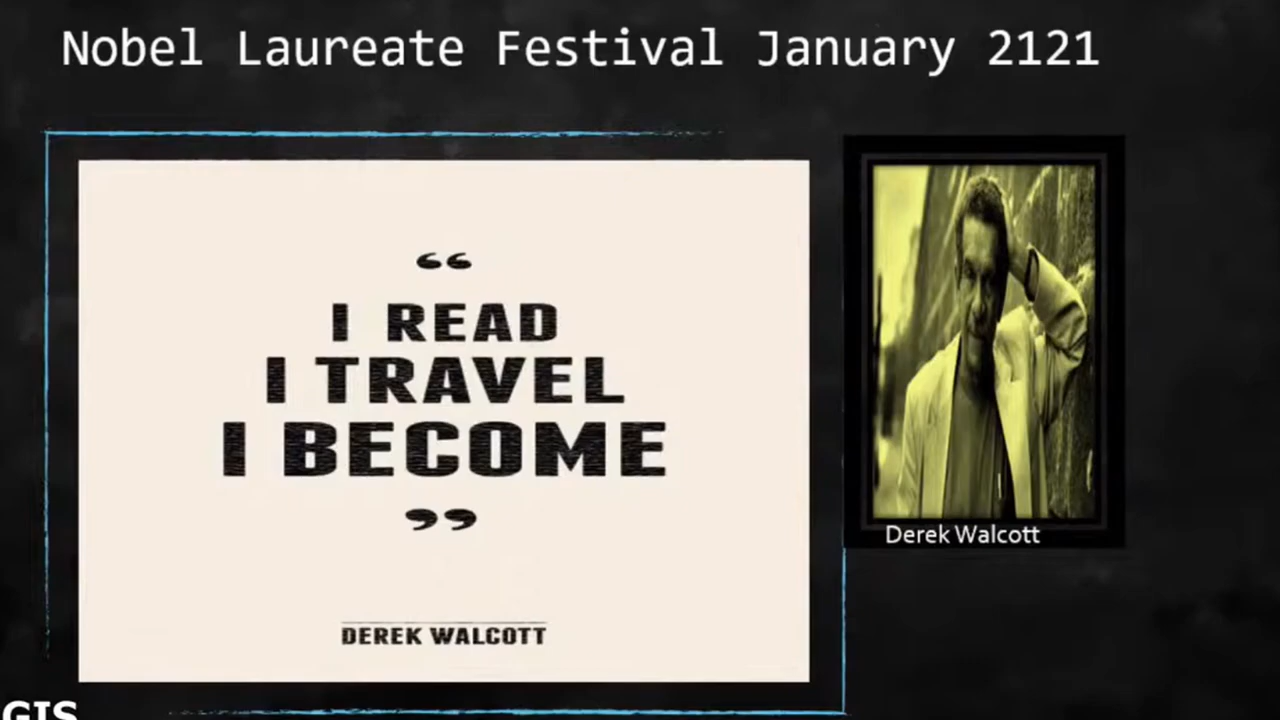 Nobel Laureate Festival January 2121
“
I READ
I TRAVEL
I BECOME
”
DEREK WALCOTT
Derek Walcott
GIS